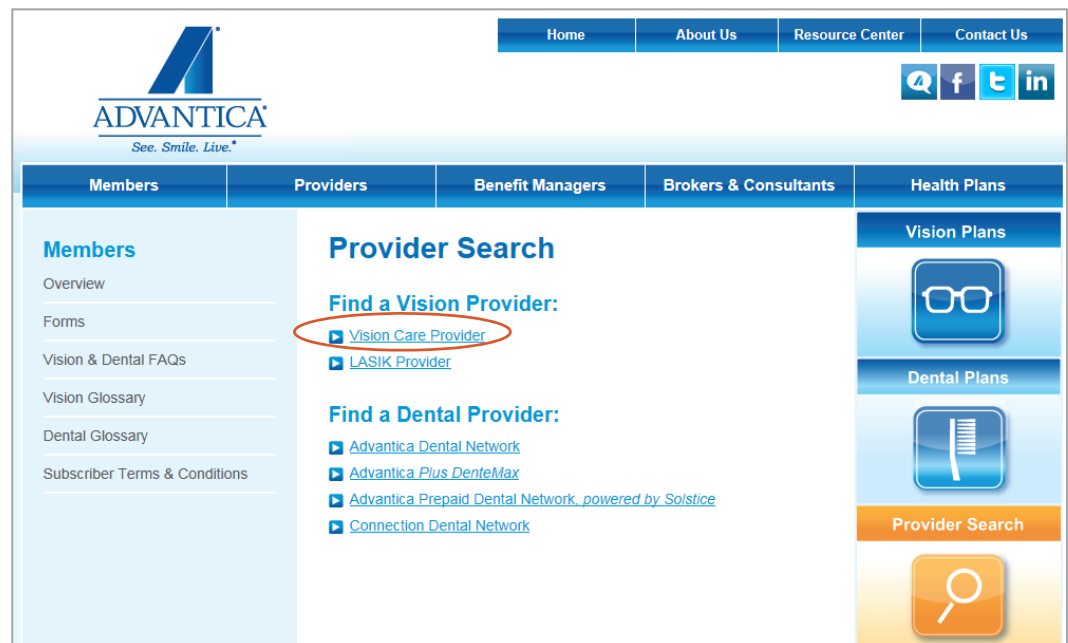 Home About Us Resource Center Contact Us
f t in
ADVANTICA
See. Smile. Live.®
Members Providers Benefit Managers Brokers & Consultants Health Plans
Members
Overview
Forms
Vision & Dental FAQs
Vision Glossary
Dental Glossary
Subscriber Terms & Conditions
Provider Search
Find a Vision Provider:
Vision Care Provider
LASIK Provider
Find a Dental Provider:
Advantica Dental Network
Advantica Plus DenteMax
Advantica Prepaid Dental Network, powered by Solstice
Connection Dental Network
Vision Plans
Dental Plans
Provider Search